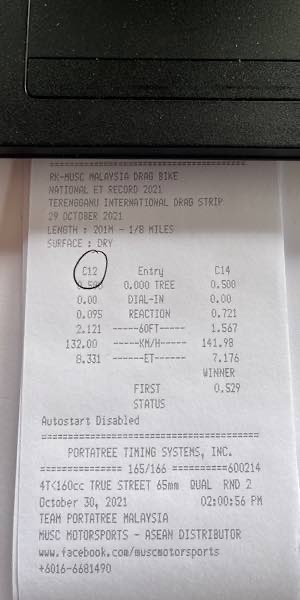 RK-MUSC MALAYSIA DRAG BIKE
NATIONAL ET RECORD 2021
TERENGGANU INTERNATIONAL DRAG STRIP
29 OCTOBER 2021
LENGTH : 201M - 1/8 MILES
SURFACE : DRY
C12 Entry C14
0.500 0.000 TREE 0.500
0.00 DIAL-IN 0.00
0.095 REACTION 0.721
2.121 -----60FT----- 1.567
132.00 -----KM/H----- 141.98
8.331 ------ET------ 7.176
WINNER
FIRST 0.529
STATUS
Autostart Disabled
========================================
PORTATREE TIMING SYSTEMS, INC.
=============== 165/166 ==========600214
4T<160cc TRUE STREET 65mm QUAL RND 2
October 30, 2021 02:00:56 PM
TEAM PORTATREE MALAYSIA
MUSC MOTORSPORTS - ASEAN DISTRIBUTOR
www.facebook.com/muscmotorsports
+6016-6681490